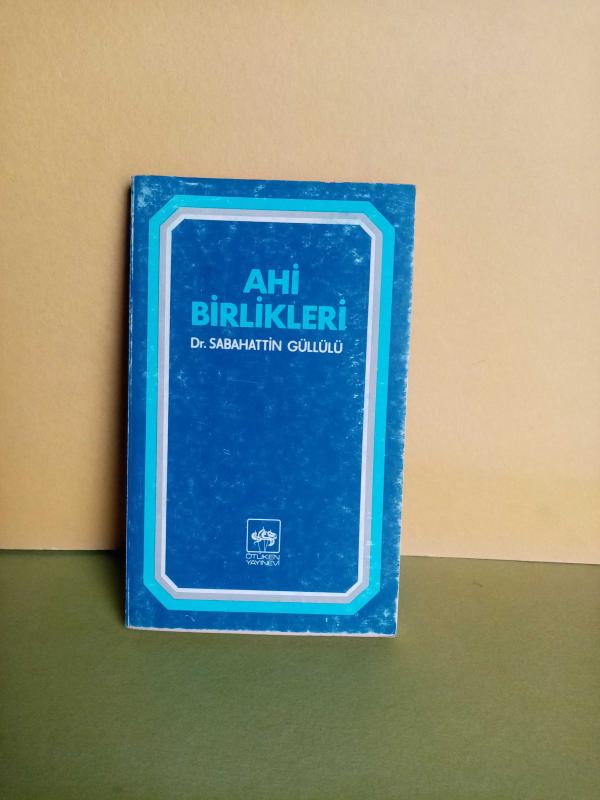 AHİ
BİRLİKLERİ
Dr. SABAHATTİN GÜLLÜLÜ
ÖTÜKEN
YAYINEVİ